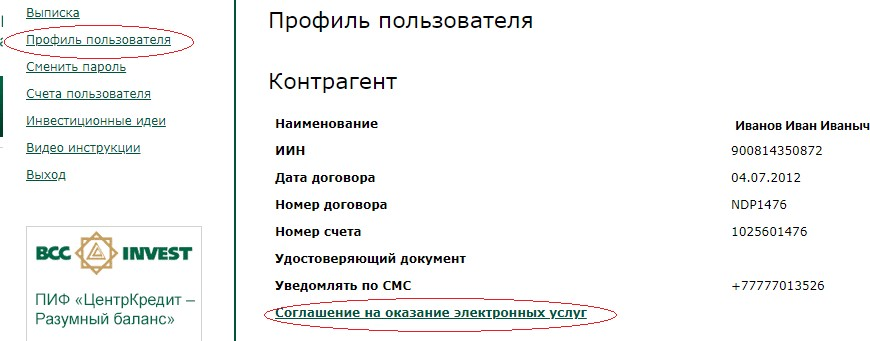 Выписка
Профиль пользователя
Сменить пароль
Счета пользователя
Инвестиционные идеи
Видео инструкции
Выход
BCC INVEST
ПИФ «ЦентрКредит –
Разумный баланс»
Профиль пользователя
Контрагент
Наименование Иванов Иван Иваныч
ИИН 900814350872
Дата договора 04.07.2012
Номер договора NDP1476
Номер счета 1025601476
Удостоверяющий документ
Уведомлять по СМС +77777013526
Соглашение на оказание электронных услуг